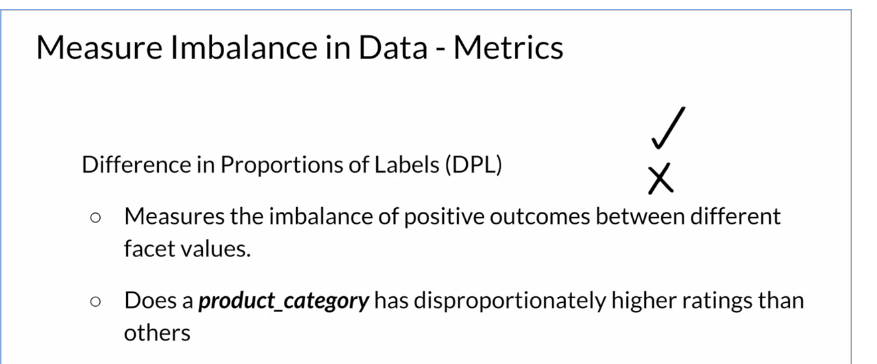 Measure Imbalance in Data - Metrics
Difference in Proportions of Labels (DPL)
○ Measures the imbalance of positive outcomes between different
facet values.
○ Does a product_category has disproportionately higher ratings than
others